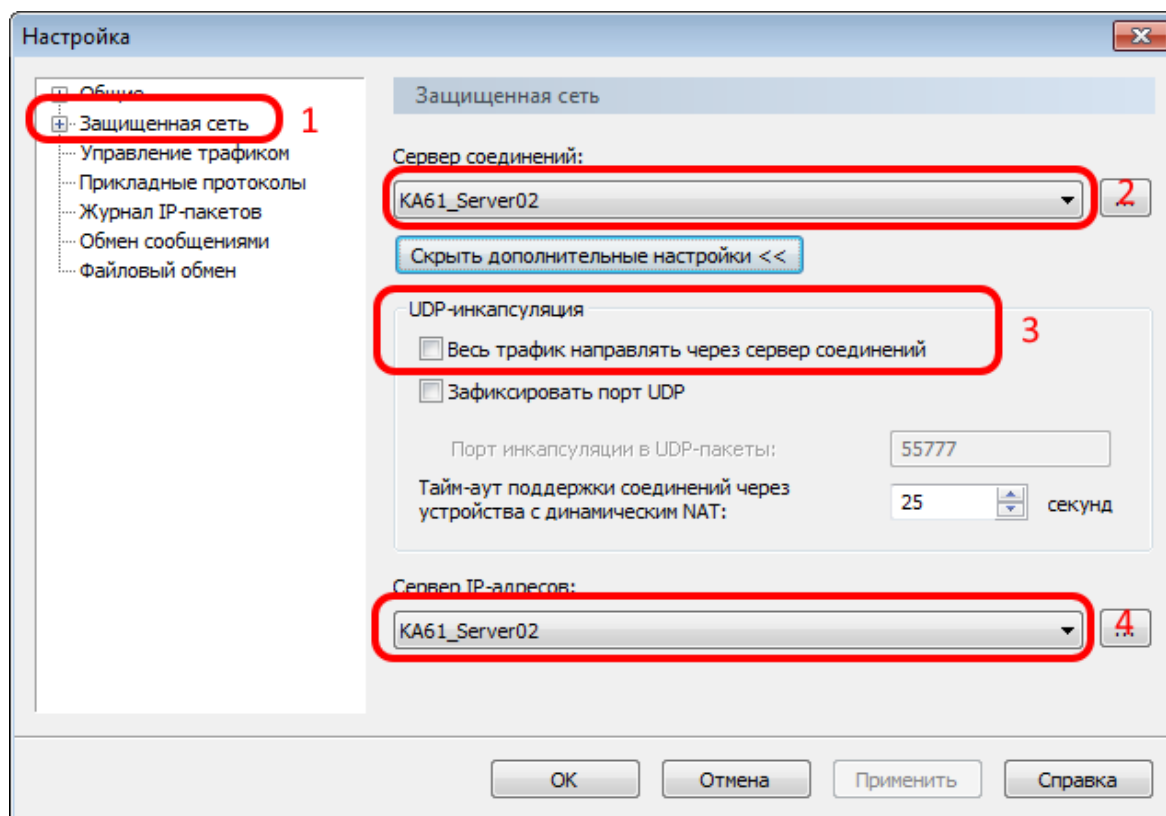 Настройка
Общие
Защищенная сеть
1
Управление трафиком
Прикладные протоколы
Журнал IP-пакетов
Обмен сообщениями
Файловый обмен
Защищенная сеть
Сервер соединений:
KA61_Server02
2
Скрыть дополнительные настройки <<
UDP-инкапсуляция
3
Весь трафик направлять через сервер соединений
Зафиксировать порт UDP
Порт инкапсуляции в UDP-пакеты:
55777
Тайм-аут поддержки соединений через
устройства с динамическим NAT:
25
секунд
Сервер IP-адресов:
KA61_Server02
4
...
OK
Отмена
Применить
Справка